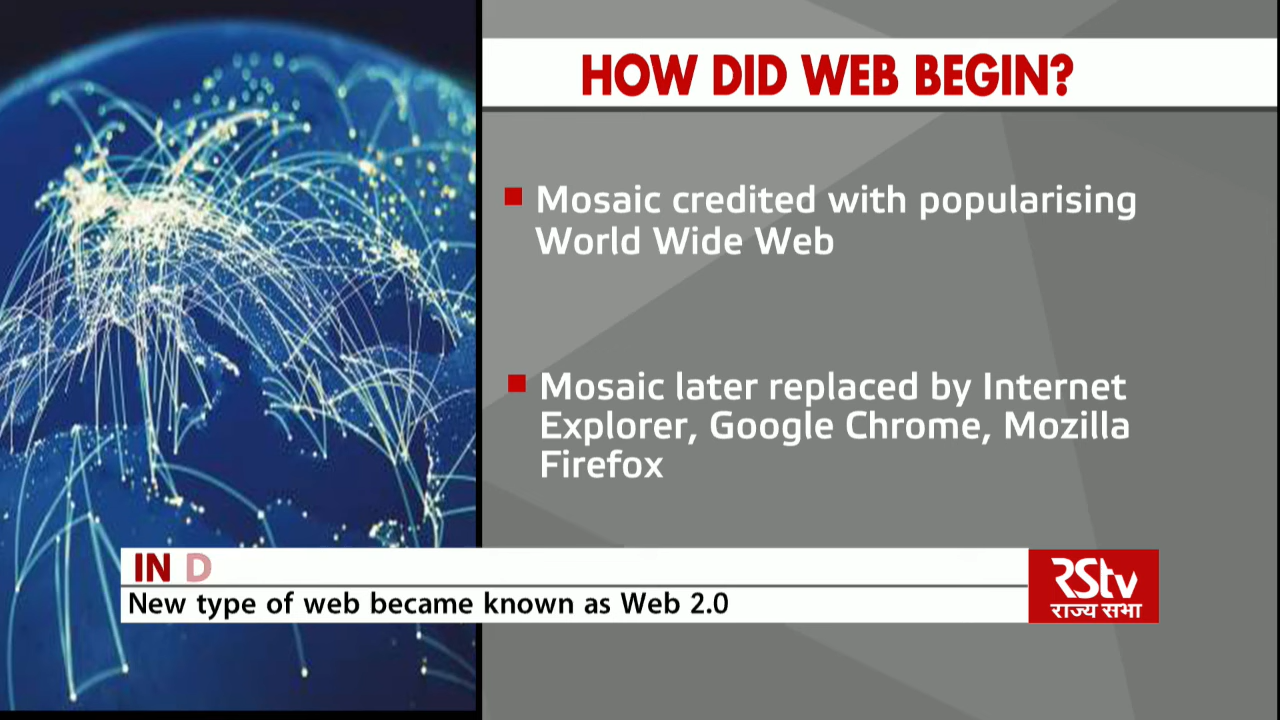 HOW DID WEB BEGIN?
Mosaic credited with popularising
World Wide Web
Mosaic later replaced by Internet
Explorer, Google Chrome, Mozilla
Firefox
IN D
New type of web became known as Web 2.0
RStv
राज्य सभा